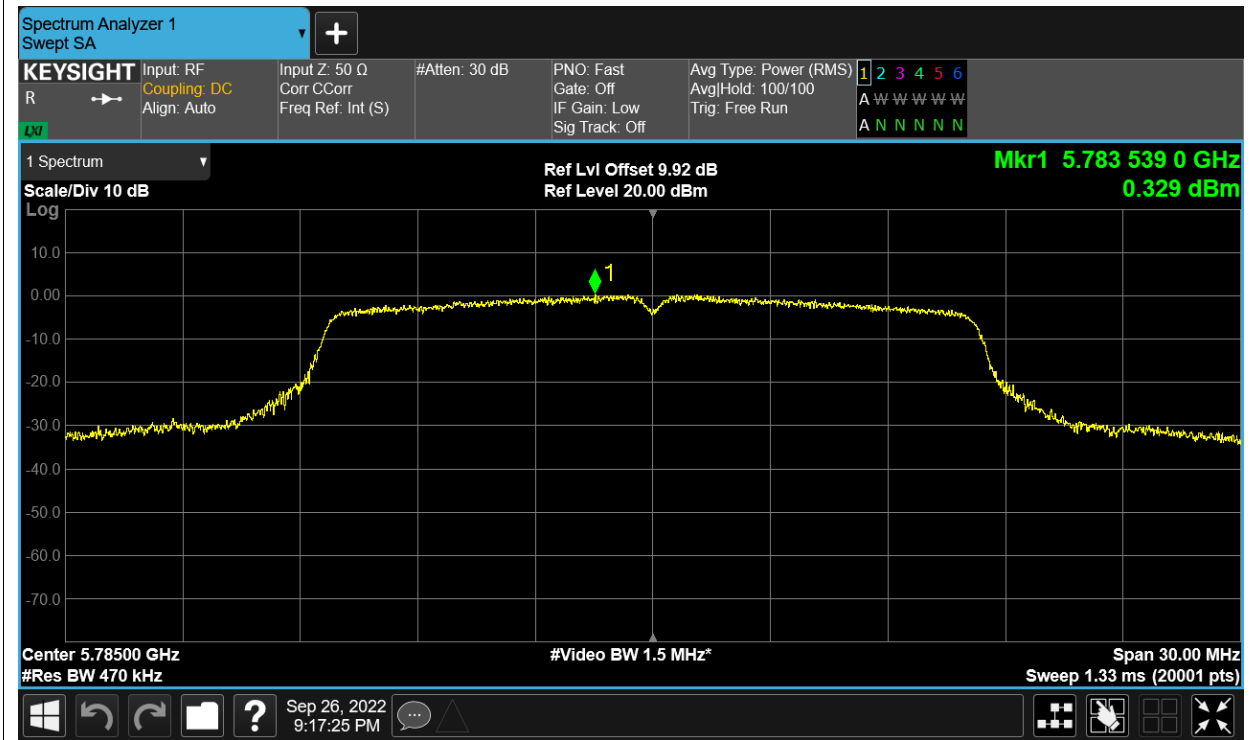 Spectrum Analyzer 1
Swept SA
KEYSIGHT
R
LXI
Input: RF
Coupling: DC
Align: Auto
Input Z: 50 Ω
Corr CCorr
Freq Ref: Int (S)
#Atten: 30 dB
PNO: Fast
Gate: Off
IF Gain: Low
Sig Track: Off
Avg Type: Power (RMS)
Avg|Hold: 100/100
Trig: Free Run
1 2 3 4 5 6
A W W W W W
A N N N N N
1 Spectrum
Scale/Div 10 dB
Log
Ref Lvl Offset 9.92 dB
Ref Level 20.00 dBm
Mkr1 5.783 539 0 GHz
0.329 dBm
1
10.0
0.00
-10.0
-20.0
-30.0
-40.0
-50.0
-60.0
-70.0
Center 5.78500 GHz
#Res BW 470 kHz
#Video BW 1.5 MHz*
Span 30.00 MHz
Sweep 1.33 ms (20001 pts)
?
Sep 26, 2022
9:17:25 PM